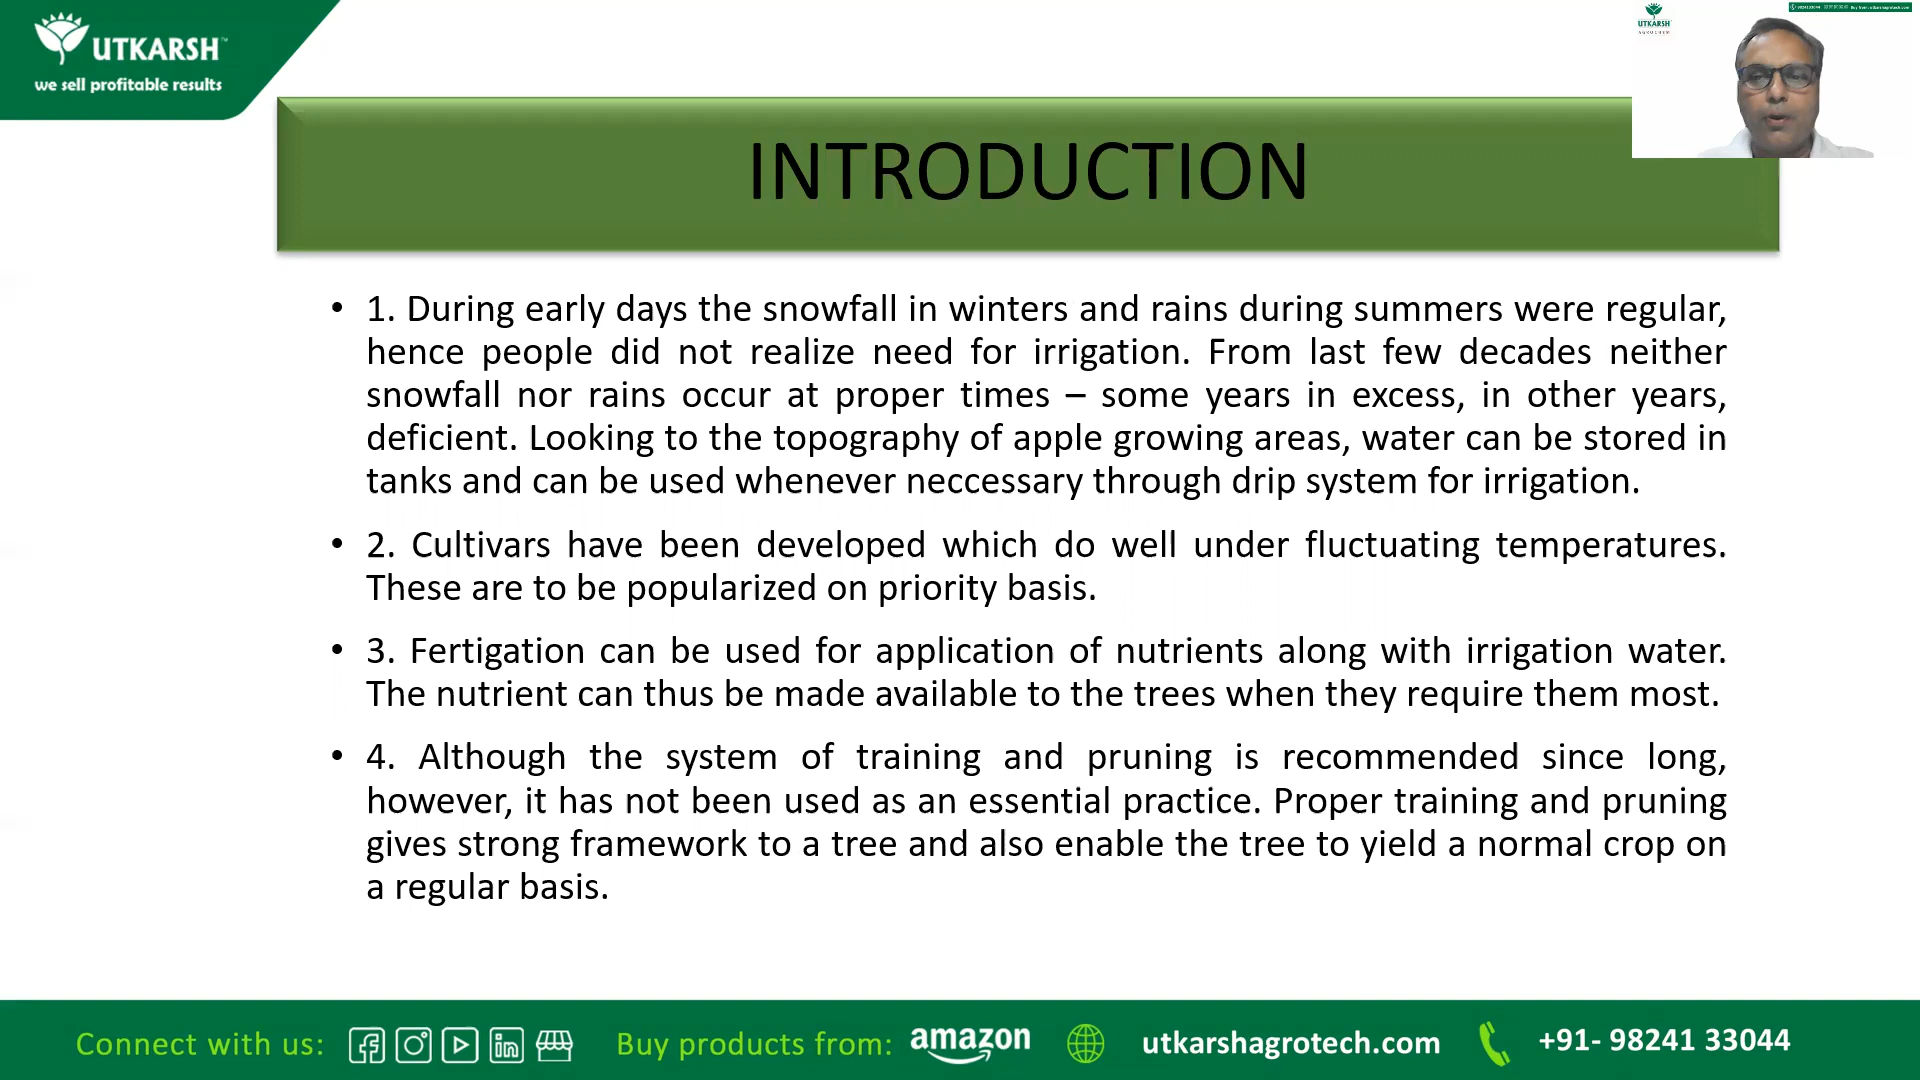 UTKARSH™
we sell profitable results
UTKARSH
AGROCHEM
INTRODUCTION
• 1. During early days the snowfall in winters and rains during summers were regular,
hence people did not realize need for irrigation. From last few decades neither
snowfall nor rains occur at proper times – some years in excess, in other years,
deficient. Looking to the topography of apple growing areas, water can be stored in
tanks and can be used whenever neccessary through drip system for irrigation.
• 2. Cultivars have been developed which do well under fluctuating temperatures.
These are to be popularized on priority basis.
• 3. Fertigation can be used for application of nutrients along with irrigation water.
The nutrient can thus be made available to the trees when they require them most.
• 4. Although the system of training and pruning is recommended since long,
however, it has not been used as an essential practice. Proper training and pruning
gives strong framework to a tree and also enable the tree to yield a normal crop on
a regular basis.
Connect with us: Buy products from: amazon utkarshagrotech.com +91- 98241 33044